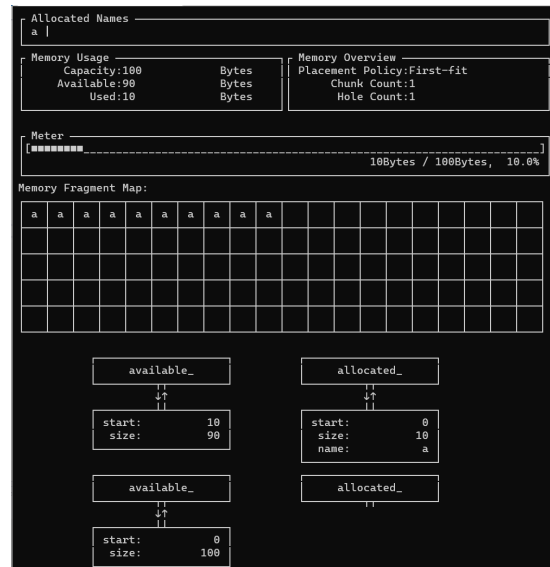 Allocated Names
a |
Memory Usage
Capacity:100 Bytes
Available:90 Bytes
Used:10 Bytes
Memory Overview
Placement Policy:First-fit
Chunk Count:1
Hole Count:1
Meter
[■■■■■■■■______________________________________________________________________]
10Bytes / 100Bytes, 10.0%
Memory Fragment Map:
a a a a a a a a a a
available_
↓↑
start: 10
size: 90
allocated_
↓↑
start: 0
size: 10
name: a
available_
↓↑
start: 0
size: 100
allocated_